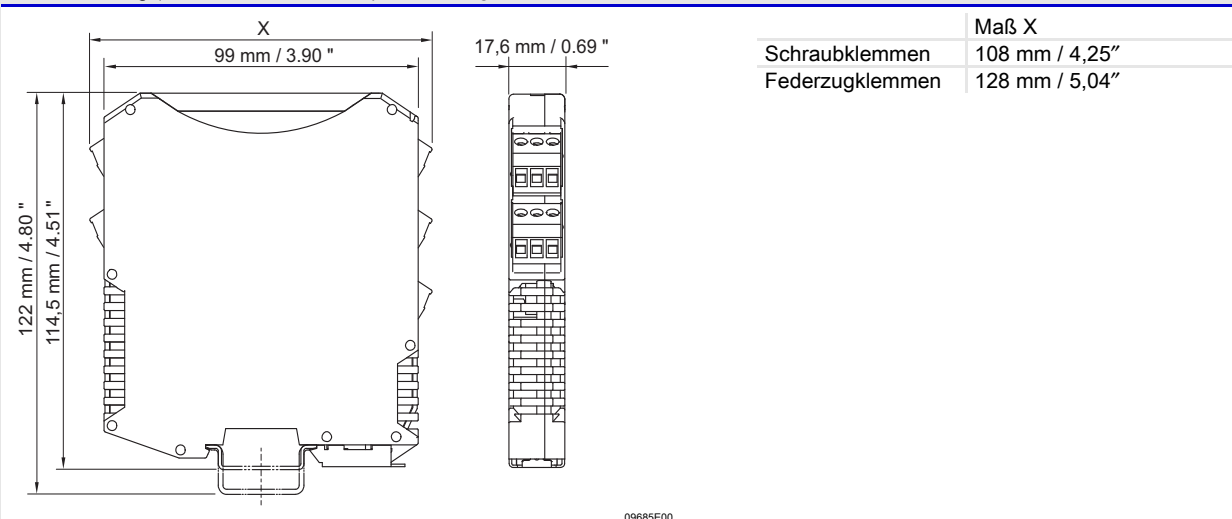 X
99 mm / 3.90 "
17,6 mm / 0.69 "
122 mm / 4.80 "
114,5 mm / 4.51"
Maß X
Schraubklemmen 108 mm / 4,25″
Federzugklemmen 128 mm / 5,04″
09685E00